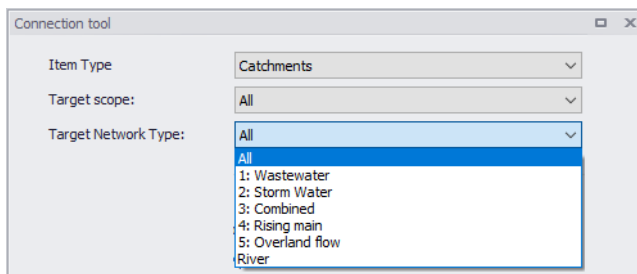 Connection tool
Item Type Catchments
Target scope: All
Target Network Type: All
All
1: Wastewater
2: Storm Water
3: Combined
4: Rising main
5: Overland flow
River